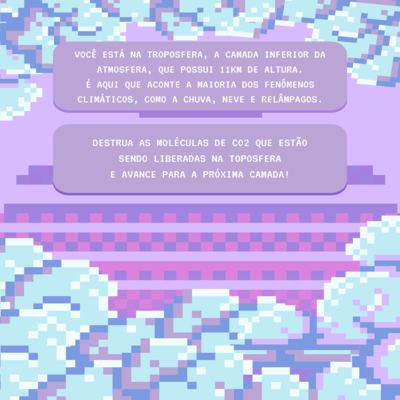 VOCÊ ESTÁ NA TROPOSFERA, A CAMADA INFERIOR DA
ATMOSFERA, QUE POSSUI 11KM DE ALTURA.
É AQUI QUE ACONTE A MAIORIA DOS FENÔMENOS
CLIMÁTICOS, COMO A CHUVA, NEVE E RELÂMPAGOS.
DESTRUA AS MOLÉCULAS DE CO2 QUE ESTÃO
SENDO LIBERADAS NA TOPOSFERA
E AVANCE PARA A PRÓXIMA CAMADA!